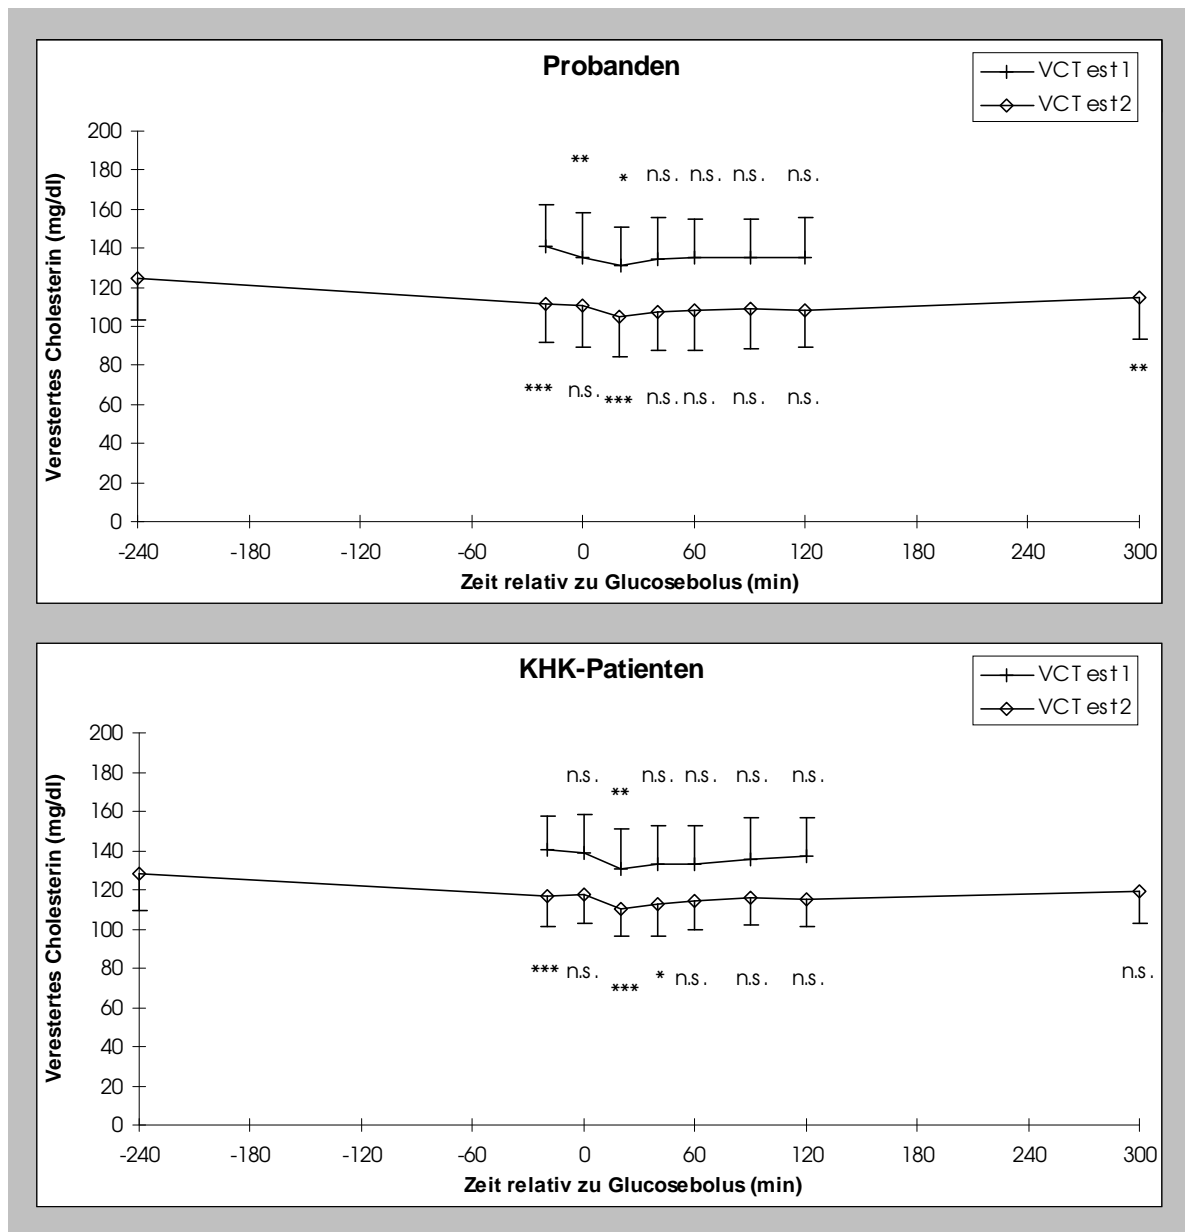 Probanden
VCTest1
VCTest2
Verestertes Cholesterin (mg/dl)
200
180
160
140
120
100
80
60
40
20
0
** * n.s. n.s. n.s. n.s.
*** n.s. *** n.s. n.s. n.s. n.s. **
-240 -180 -120 -60 0 60 120 180 240 300
Zeit relativ zu Glucosebolus (min)
KHK-Patienten
VCTest1
VCTest2
Verestertes Cholesterin (mg/dl)
200
180
160
140
120
100
80
60
40
20
0
n.s. ** n.s. n.s. n.s. n.s.
*** n.s. *** * n.s. n.s. n.s. n.s.
-240 -180 -120 -60 0 60 120 180 240 300
Zeit relativ zu Glucosebolus (min)